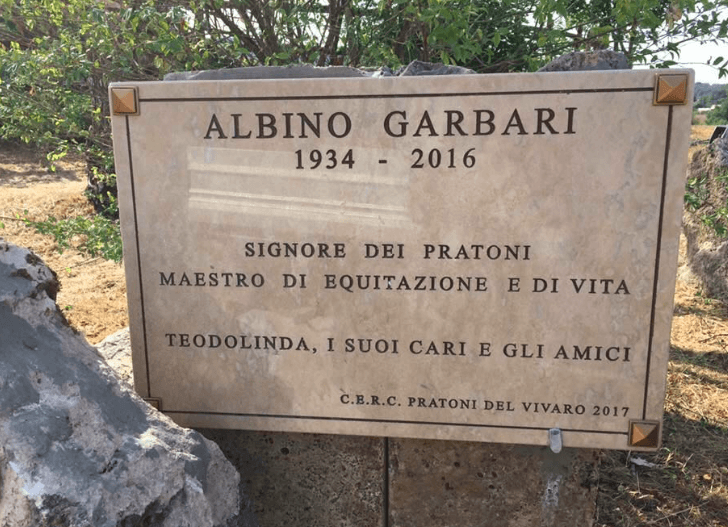 ALBINO GARBARI
1934 - 2016
SIGNORE DEI PRATONI
MAESTRO DI EQUITAZIONE E DI VITA
TEODOLINDA, I SUOI CARI E GLI AMICI
C.E.R.C. PRATONI DEL VIVARO 2017